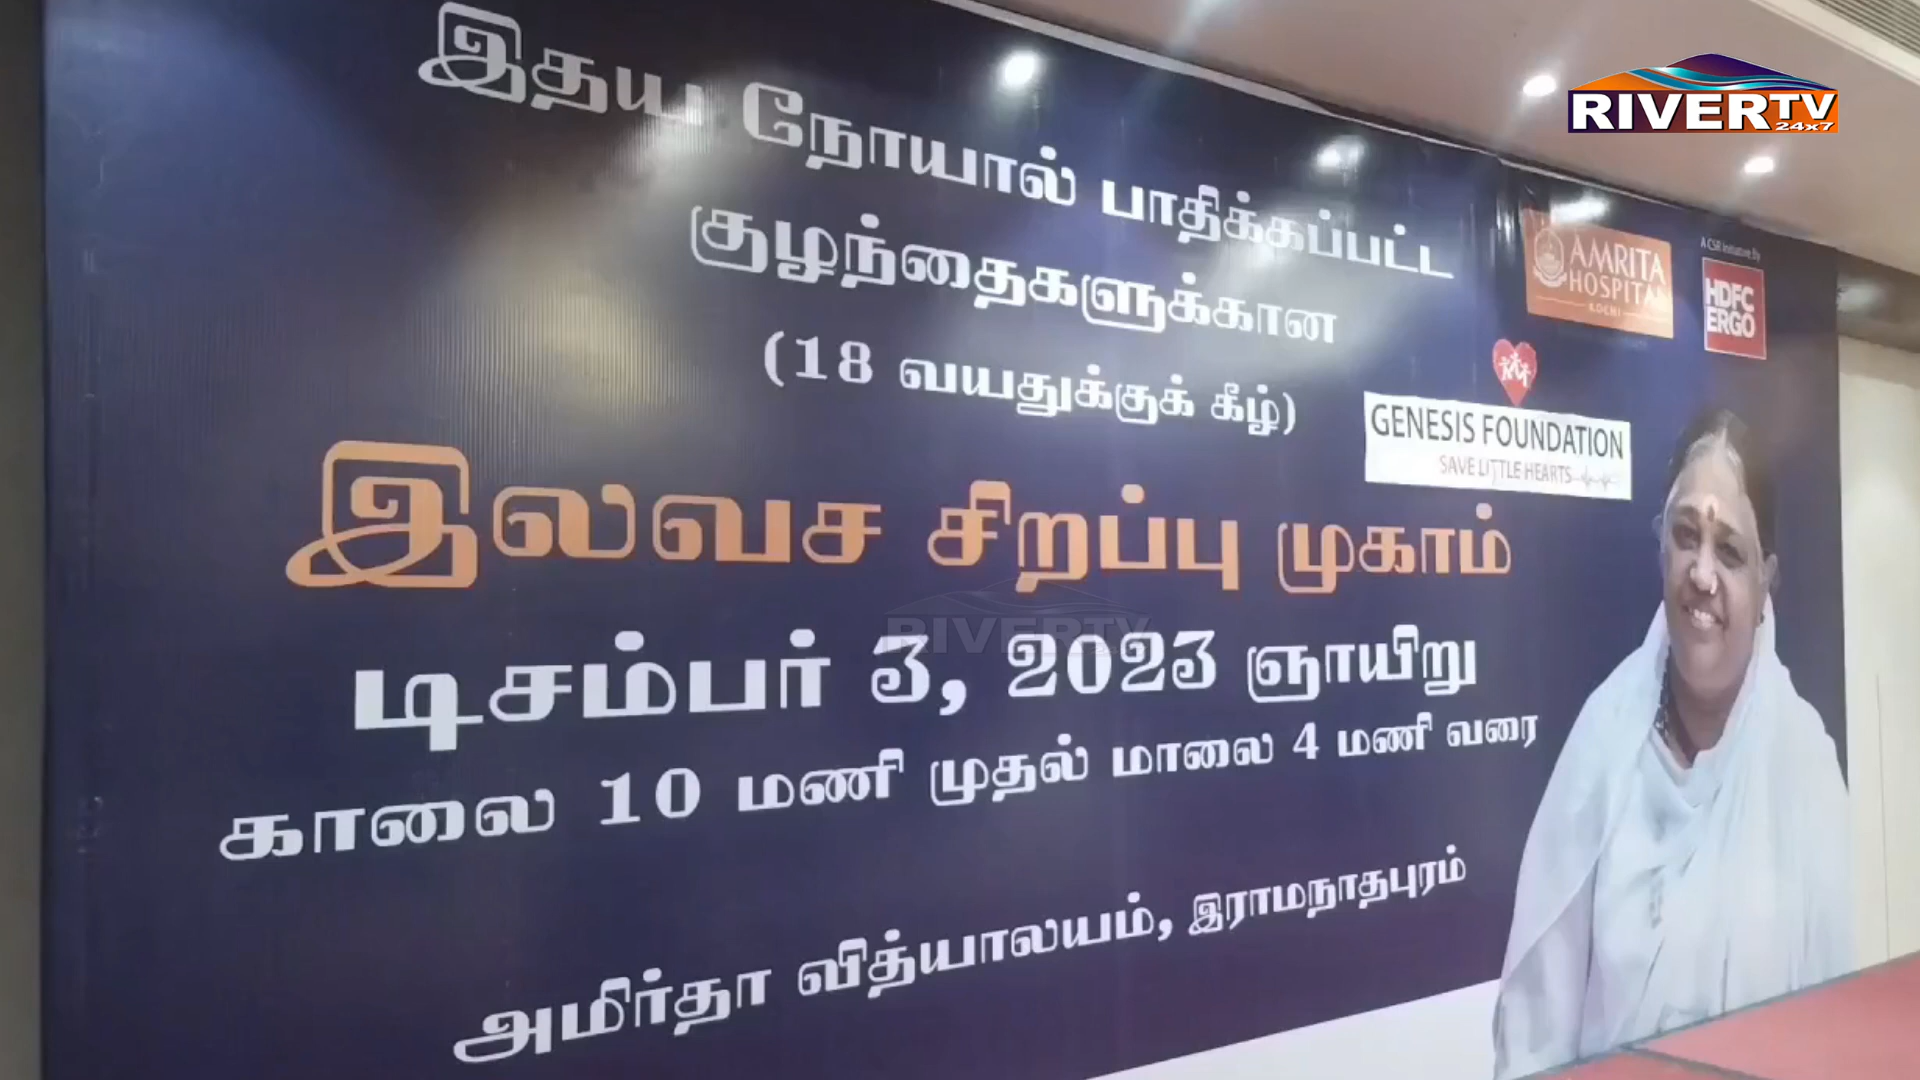 RIVERTV
24x7
இதய நோயால் பாதிக்கப்பட்ட
குழந்தைகளுக்கான
(18 வயதுக்குக் கீழ்)
AMRITA
HOSPITAL
KOCHI
A CSR Initiative By
HDFC
ERGO
GENESIS FOUNDATION
SAVE LITTLE HEARTS
இலவச சிறப்பு முகாம்
RIVERTV
டிசம்பர் 3, 2023 ஞாயிறு
காலை 10 மணி முதல் மாலை 4 மணி வரை
அமிர்தா வித்யாலயம், இராமநாதபுரம்